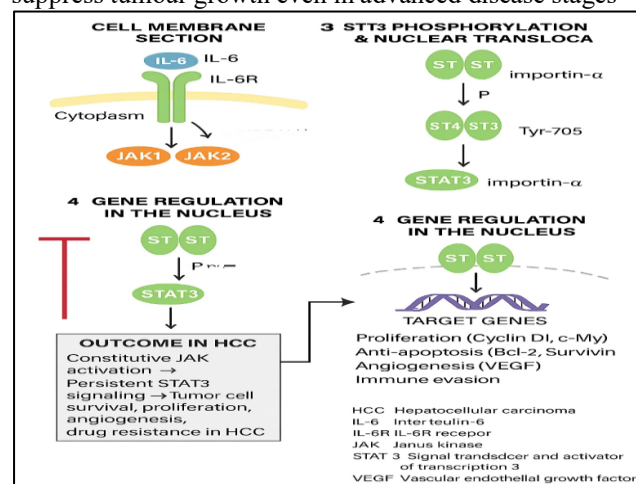 suppress tumour growth even in advanced disease stages
CELL MEMBRANE
SECTION
IL-6 IL-6
IL-6R
Cytoplasm
JAK1 JAK2
4 GENE REGULATION
IN THE NUCLEUS
ST ST
STAT3
OUTCOME IN HCC
Constitutive JAK
activation →
Persistent STAT3
signaling → Tumor cell
survival, proliferation,
angiogenesis,
drug resistance in HCC
3 STT3 PHOSPHORYLATION
& NUCLEAR TRANSLOCA
ST ST
importin-α
P
ST4 ST3 Tyr-705
STAT3 importin-α
4 GENE REGULATION
IN THE NUCLEUS
ST ST
TARGET GENES
Proliferation (Cyclin DI, c-My)
Anti-apoptosis (Bcl-2, Survivin
Angiogenesis (VEGF)
Immune evasion
HCC Hepatocellular carcinoma
IL-6 Inter teulin-6
IL-6R IL-6R recepor
JAK Janus kinase
STAT 3 Signal trandsdcer and activator
of transcription 3
VEGF Vascular endothellal growth factor